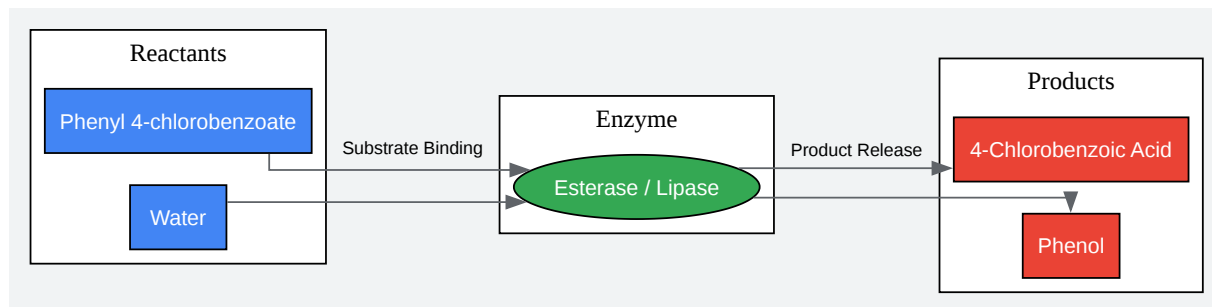 Reactants
Phenyl 4-chlorobenzoate
Water
Substrate Binding
Enzyme
Esterase / Lipase
Product Release
Products
4-Chlorobenzoic Acid
Phenol